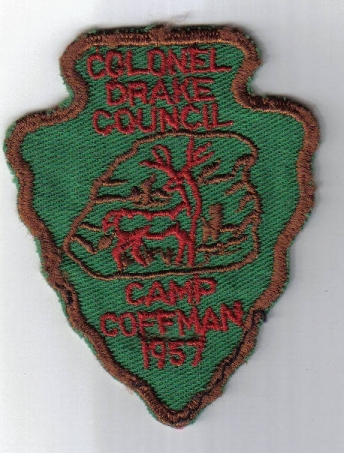 COLONEL
DRAKE
COUNCIL
CAMP
COFFMAN
1957